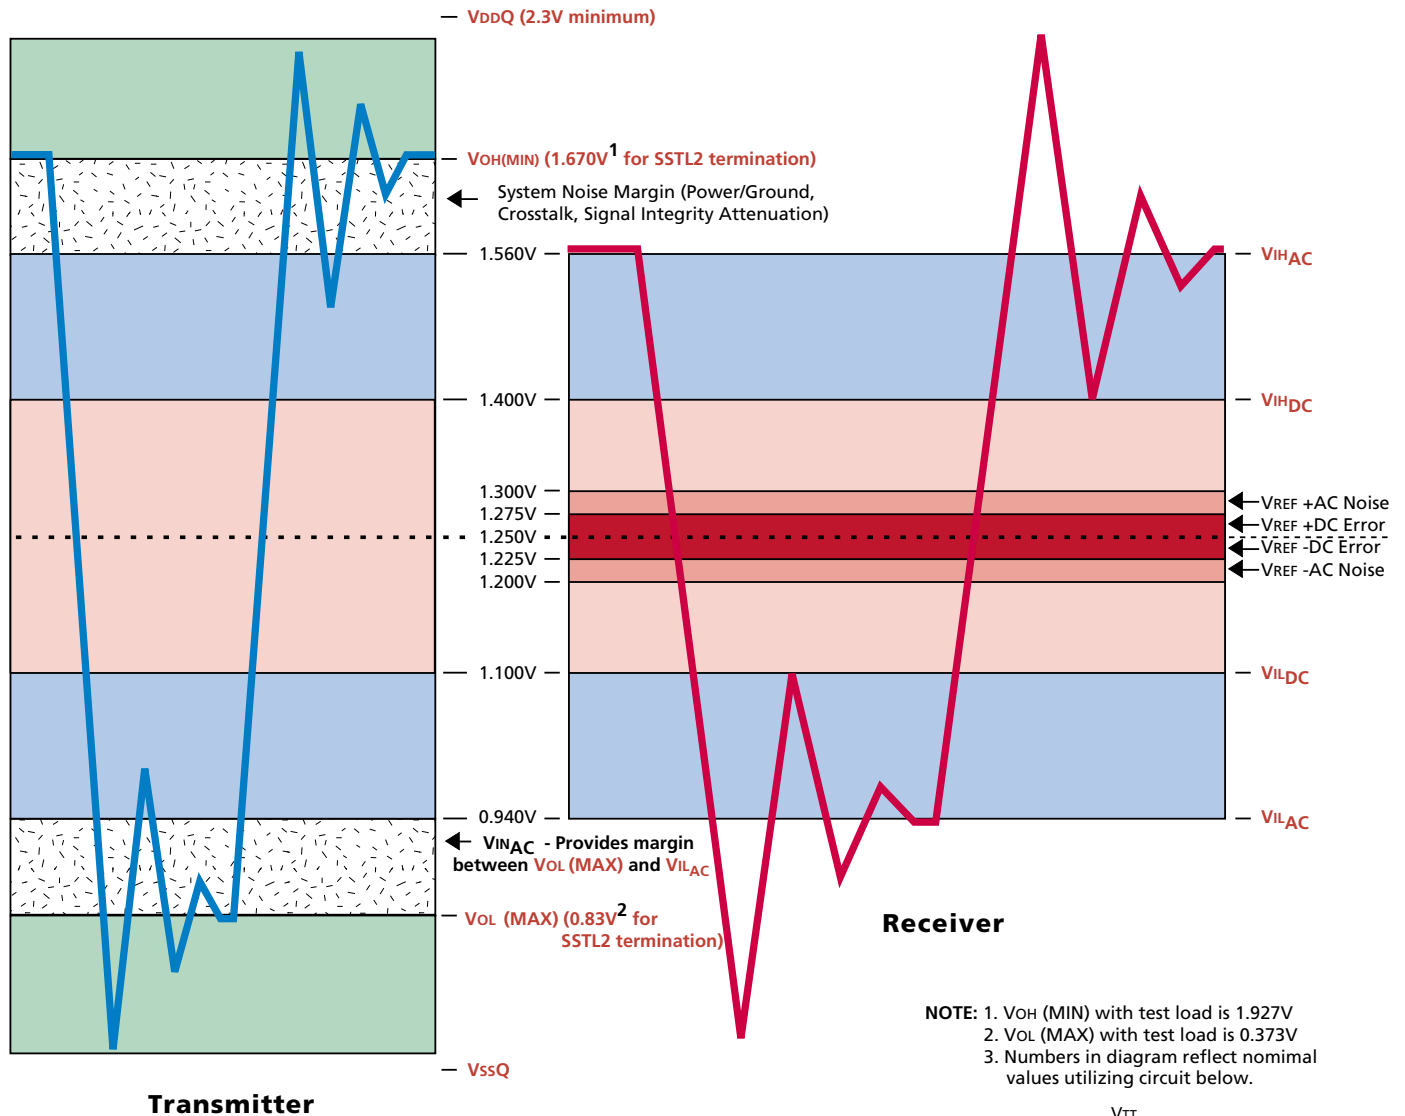 VDDQ (2.3V minimum)
VOH(MIN) (1.670V1 for SSTL2 termination)
System Noise Margin (Power/Ground,
Crosstalk, Signal Integrity Attenuation)
1.560V
VIHAC
1.400V
VIHDC
1.300V
VREF +AC Noise
1.275V
VREF +DC Error
1.250V
VREF -DC Error
1.225V
VREF -AC Noise
1.200V
1.100V
VILDC
0.940V
VILAC
VINAC - Provides margin
between VOL (MAX) and VILAC
VOL (MAX) (0.83V2 for
SSTL2 termination)
Receiver
NOTE: 1. VOH (MIN) with test load is 1.927V
2. VOL (MAX) with test load is 0.373V
3. Numbers in diagram reflect nomimal
values utilizing circuit below.
VssQ
Transmitter
VTT